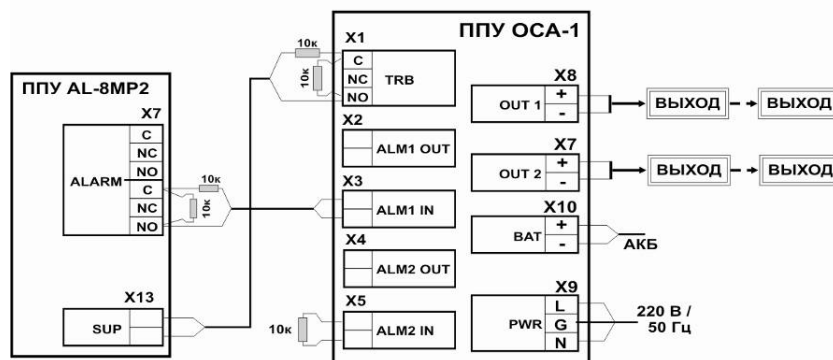 ППУ AL-8MP2
X7
ALARM
C
NC
NO
C
NC
NO
10к
10к
X13
SUP
ППУ ОСА-1
10к
10к
X1
C
NC
NO
TRB
X2
ALM1 OUT
X3
ALM1 IN
X4
ALM2 OUT
10к
X5
ALM2 IN
X8
OUT 1
+
-
ВЫХОД
ВЫХОД
X7
OUT 2
+
-
ВЫХОД
ВЫХОД
X10
BAT
+
-
АКБ
X9
PWR
L
G
N
220 В /
50 Гц